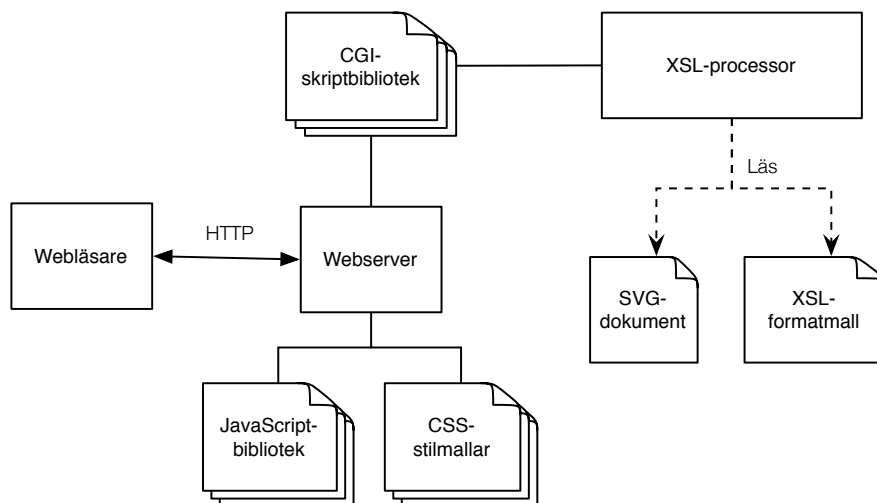 CGI-
skriptbibliotek
XSL-processor
Läs
HTTP
Webläsare
Webserver
SVG-
dokument
XSL-
formatmall
JavaScript-
bibliotek
CSS-
stilmallar